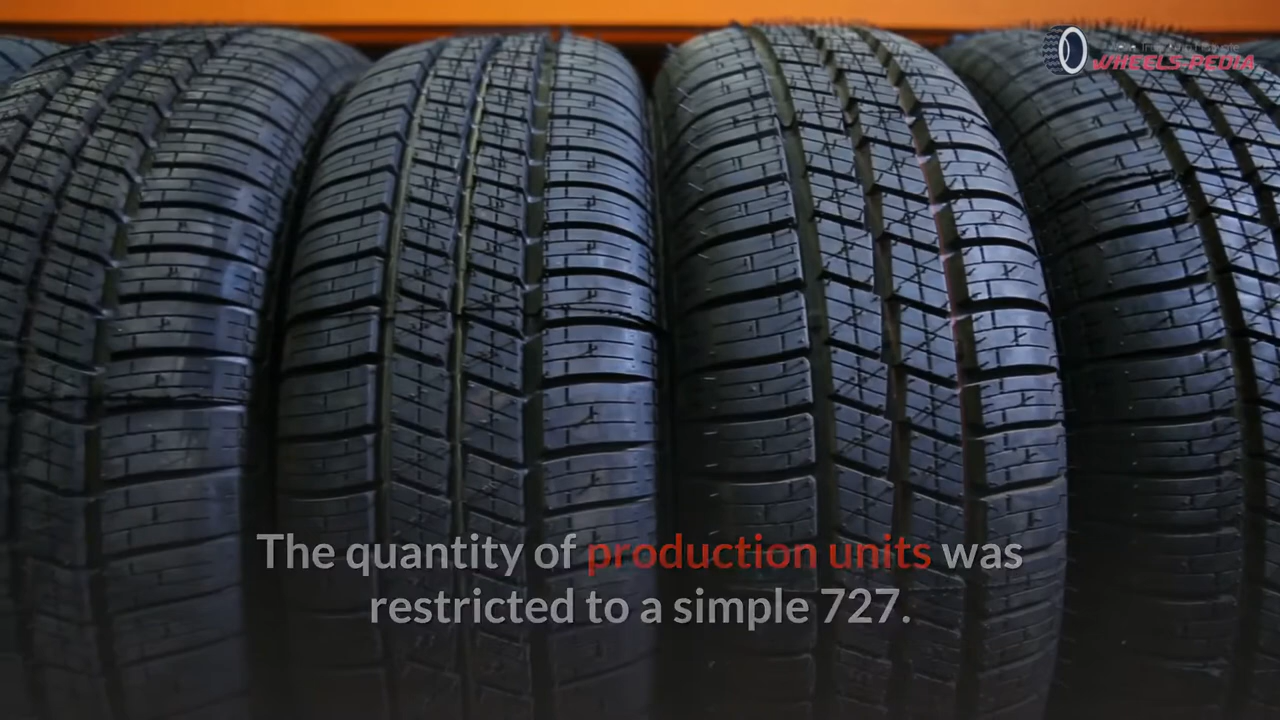 WHEELS-PEDIA
The quantity of production units was
restricted to a simple 727.